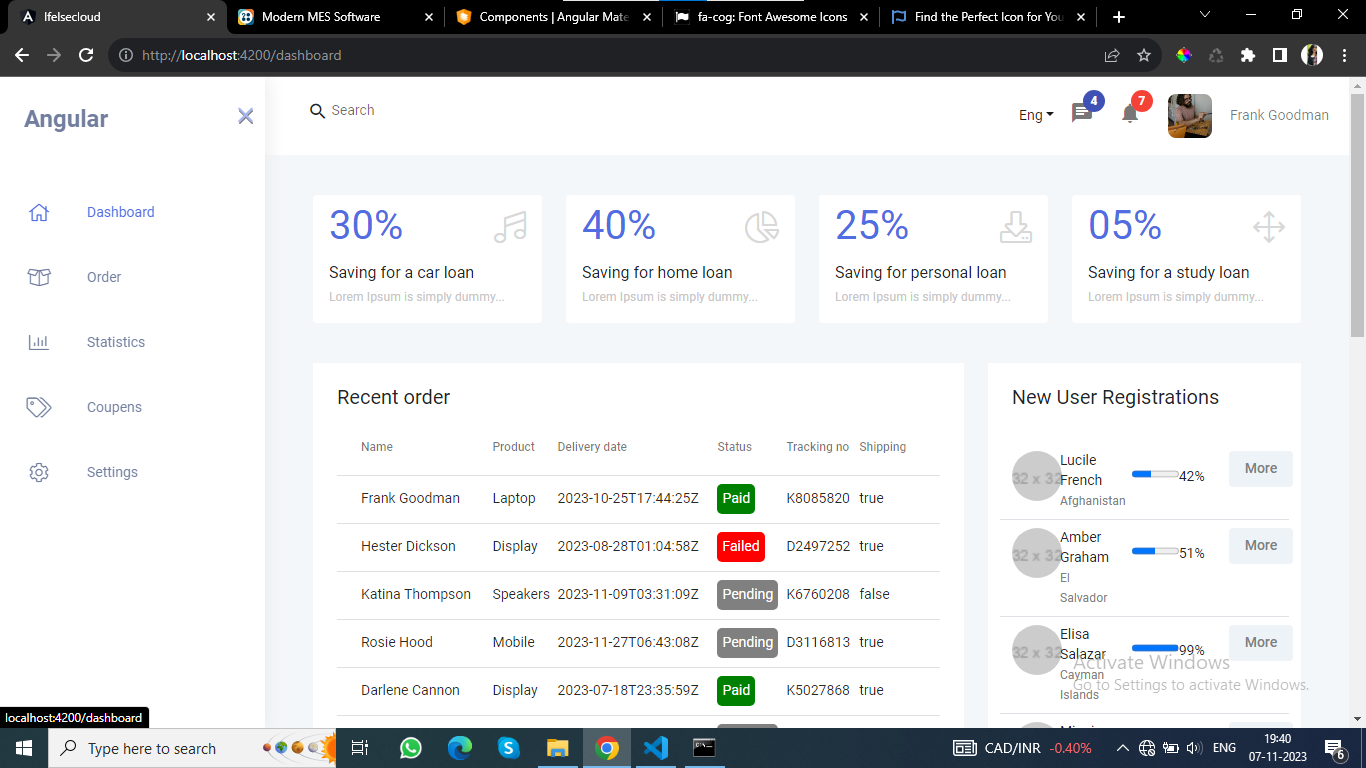 lfelsecloud
Modern MES Software
Components | Angular Mate
fa-cog: Font Awesome Icons
Find the Perfect Icon for You
http://localhost:4200/dashboard
Angular
Search
Eng
4
7
Frank Goodman
Dashboard
Order
Statistics
Coupens
Settings
30%
Saving for a car loan
Lorem Ipsum is simply dummy...
40%
Saving for home loan
Lorem Ipsum is simply dummy...
25%
Saving for personal loan
Lorem Ipsum is simply dummy...
05%
Saving for a study loan
Lorem Ipsum is simply dummy...
Recent order
Name Product Delivery date Status Tracking no Shipping
Frank Goodman Laptop 2023-10-25T17:44:25Z Paid K8085820 true
Hester Dickson Display 2023-08-28T01:04:58Z Failed D2497252 true
Katina Thompson Speakers 2023-11-09T03:31:09Z Pending K6760208 false
Rosie Hood Mobile 2023-11-27T06:43:08Z Pending D3116813 true
Darlene Cannon Display 2023-07-18T23:35:59Z Paid K5027868 true
New User Registrations
32 x 32
Lucile
French
Afghanistan
42%
More
32 x 32
Amber
Graham
El
Salvador
51%
More
32 x 32
Elisa
Salazar
Cayman
Islands
99%
More
Activate Windows
Go to Settings to activate Windows.
localhost:4200/dashboard
Type here to search
CAD/INR -0.40%
ENG
19:40
07-11-2023
6